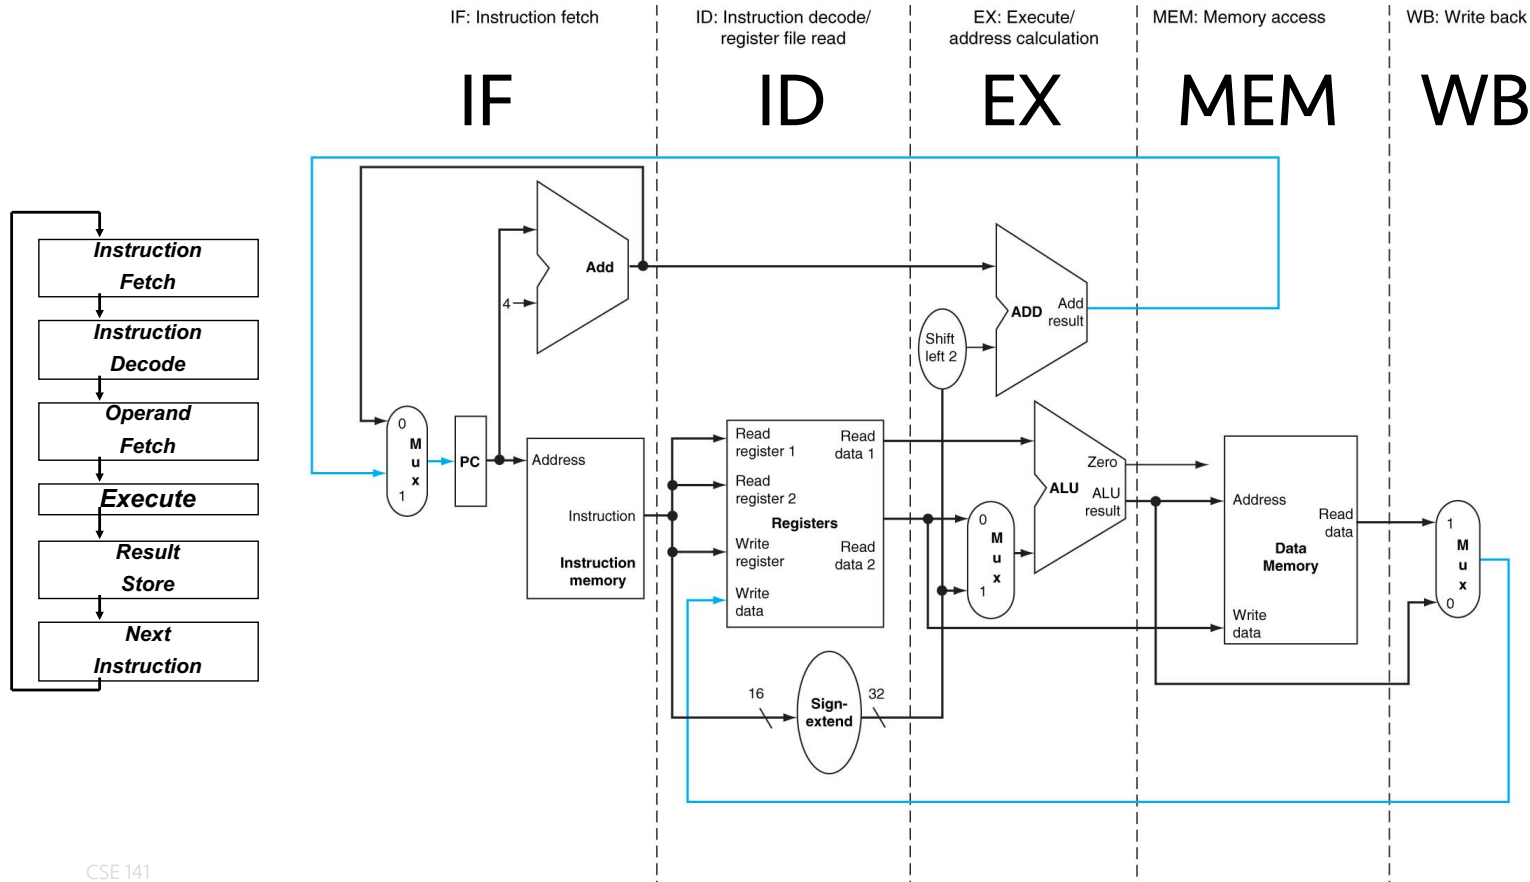 IF: Instruction fetch
ID: Instruction decode/
register file read
EX: Execute/
address calculation
MEM: Memory access
WB: Write back
IF
ID
EX
MEM
WB
Instruction
Fetch
Instruction
Decode
Operand
Fetch
Execute
Result
Store
Next
Instruction
Add
4
0
M
u
x
1
PC
Address
Instruction
Instruction
memory
Read
register 1
Read
register 2
Write
register
Write
data
Read
data 1
Registers
Read
data 2
16
Sign-
extend
32
Shift
left 2
ADD
Add
result
0
M
u
x
1
Zero
ALU
ALU
result
Address
Read
data
Data
Memory
Write
data
1
M
u
x
0
CSE 141